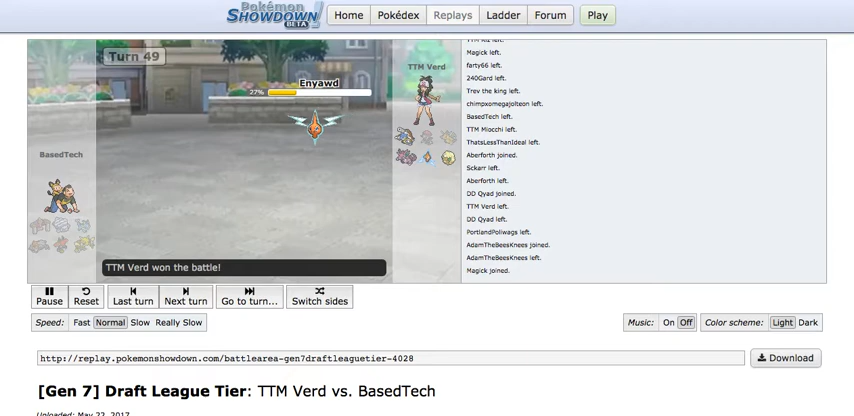 Pokémon
SHOWDOWN!
BETA
Home
Pokédex
Replays
Ladder
Forum
Play
Turn 49
TTM Verd
Enyawd
27%
BasedTech
TTM Verd won the battle!
Magick left.
farty66 left.
240Gard left.
Trev the king left.
chimpxomegajolteon left.
BasedTech left.
TTM Miocchi left.
ThatsLessThanIdeal left.
Aberforth joined.
Sckarr left.
Aberforth left.
DD Qyad joined.
TTM Verd left.
DD Qyad left.
PortlandPoliwags left.
AdamTheBeesKnees joined.
AdamTheBeesKnees left.
Magick joined.
Pause
Reset
Last turn
Next turn
Go to turn...
Switch sides
Speed: Fast Normal Slow Really Slow
Music: On Off
Color scheme: Light Dark
http://replay.pokemonshowdown.com/battlearea-gen7draftleaguetier-4028
Download
[Gen 7] Draft League Tier: TTM Verd vs. BasedTech
Uploaded: May 22, 2017